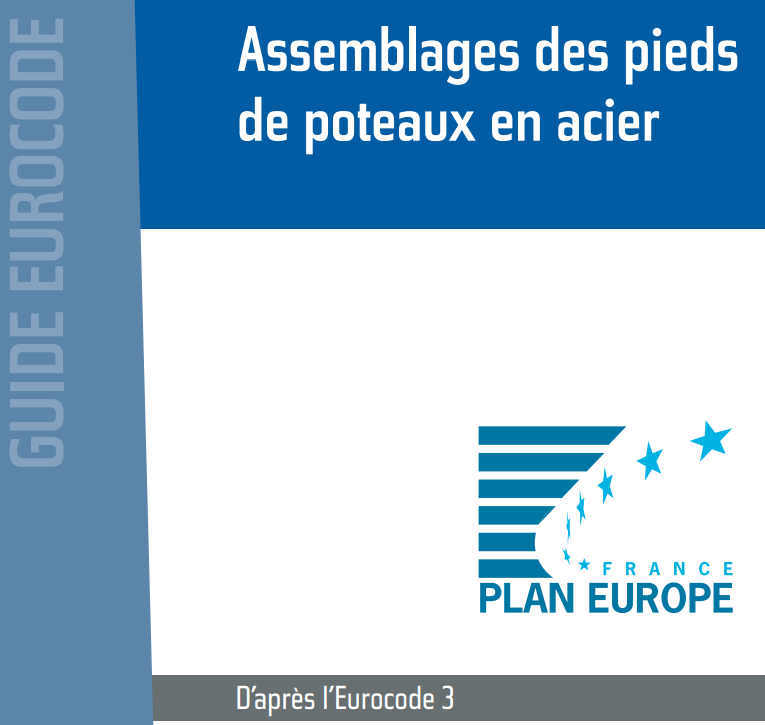 GUIDE EUROCODE
Assemblages des pieds
de poteaux en acier
FRANCE
PLAN EUROPE
D'après l'Eurocode 3